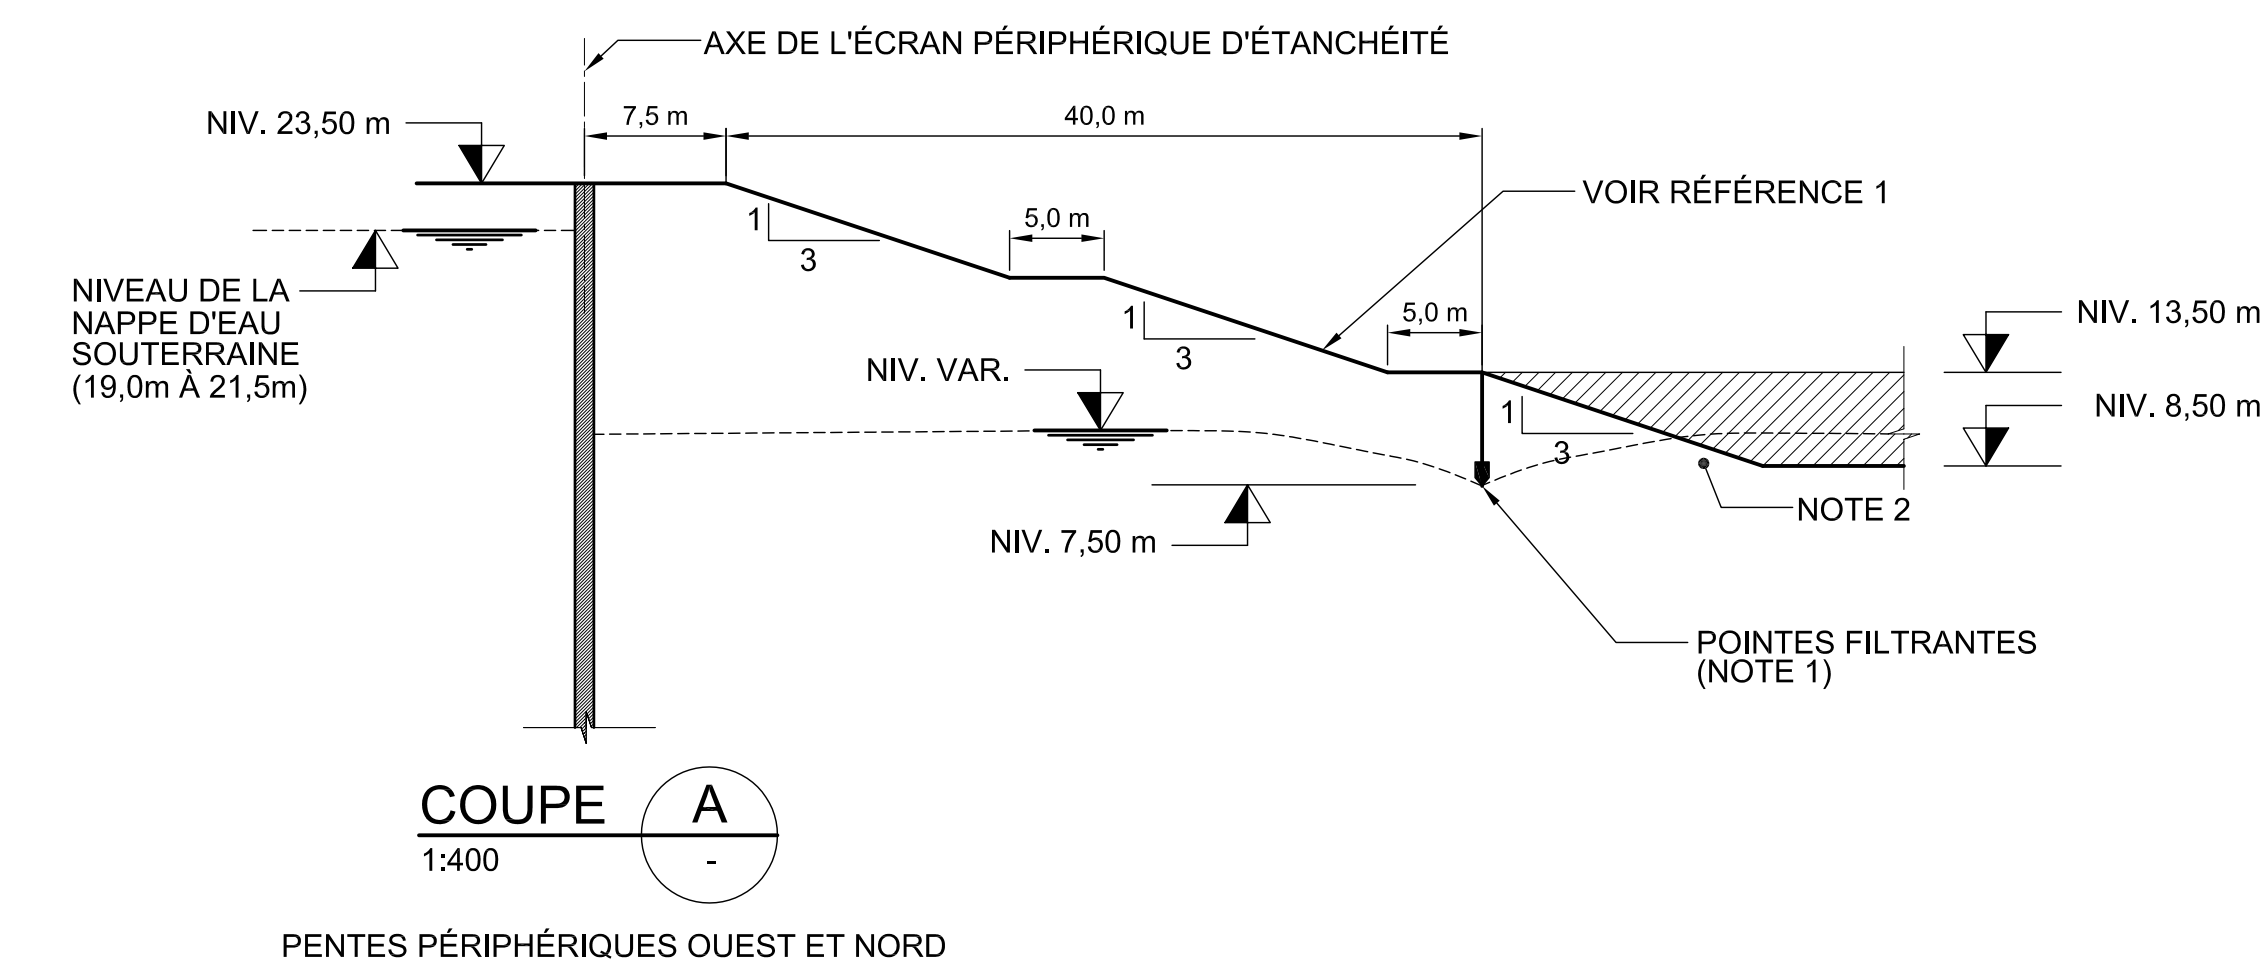 AXE DE L'ÉCRAN PÉRIPHÉRIQUE D'ÉTANCHÉITÉ
NIV. 23,50 m
7,5 m
40,0 m
VOIR RÉFÉRENCE 1
1
3
5,0 m
NIVEAU DE LA
NAPPE D'EAU
SOUTERRAINE
(19,0m À 21,5m)
1
3
5,0 m
NIV. 13,50 m
NIV. VAR.
1
3
NIV. 8,50 m
NOTE 2
NIV. 7,50 m
POINTES FILTRANTES
(NOTE 1)
COUPE
A
1:400
-
PENTES PÉRIPHÉRIQUES OUEST ET NORD